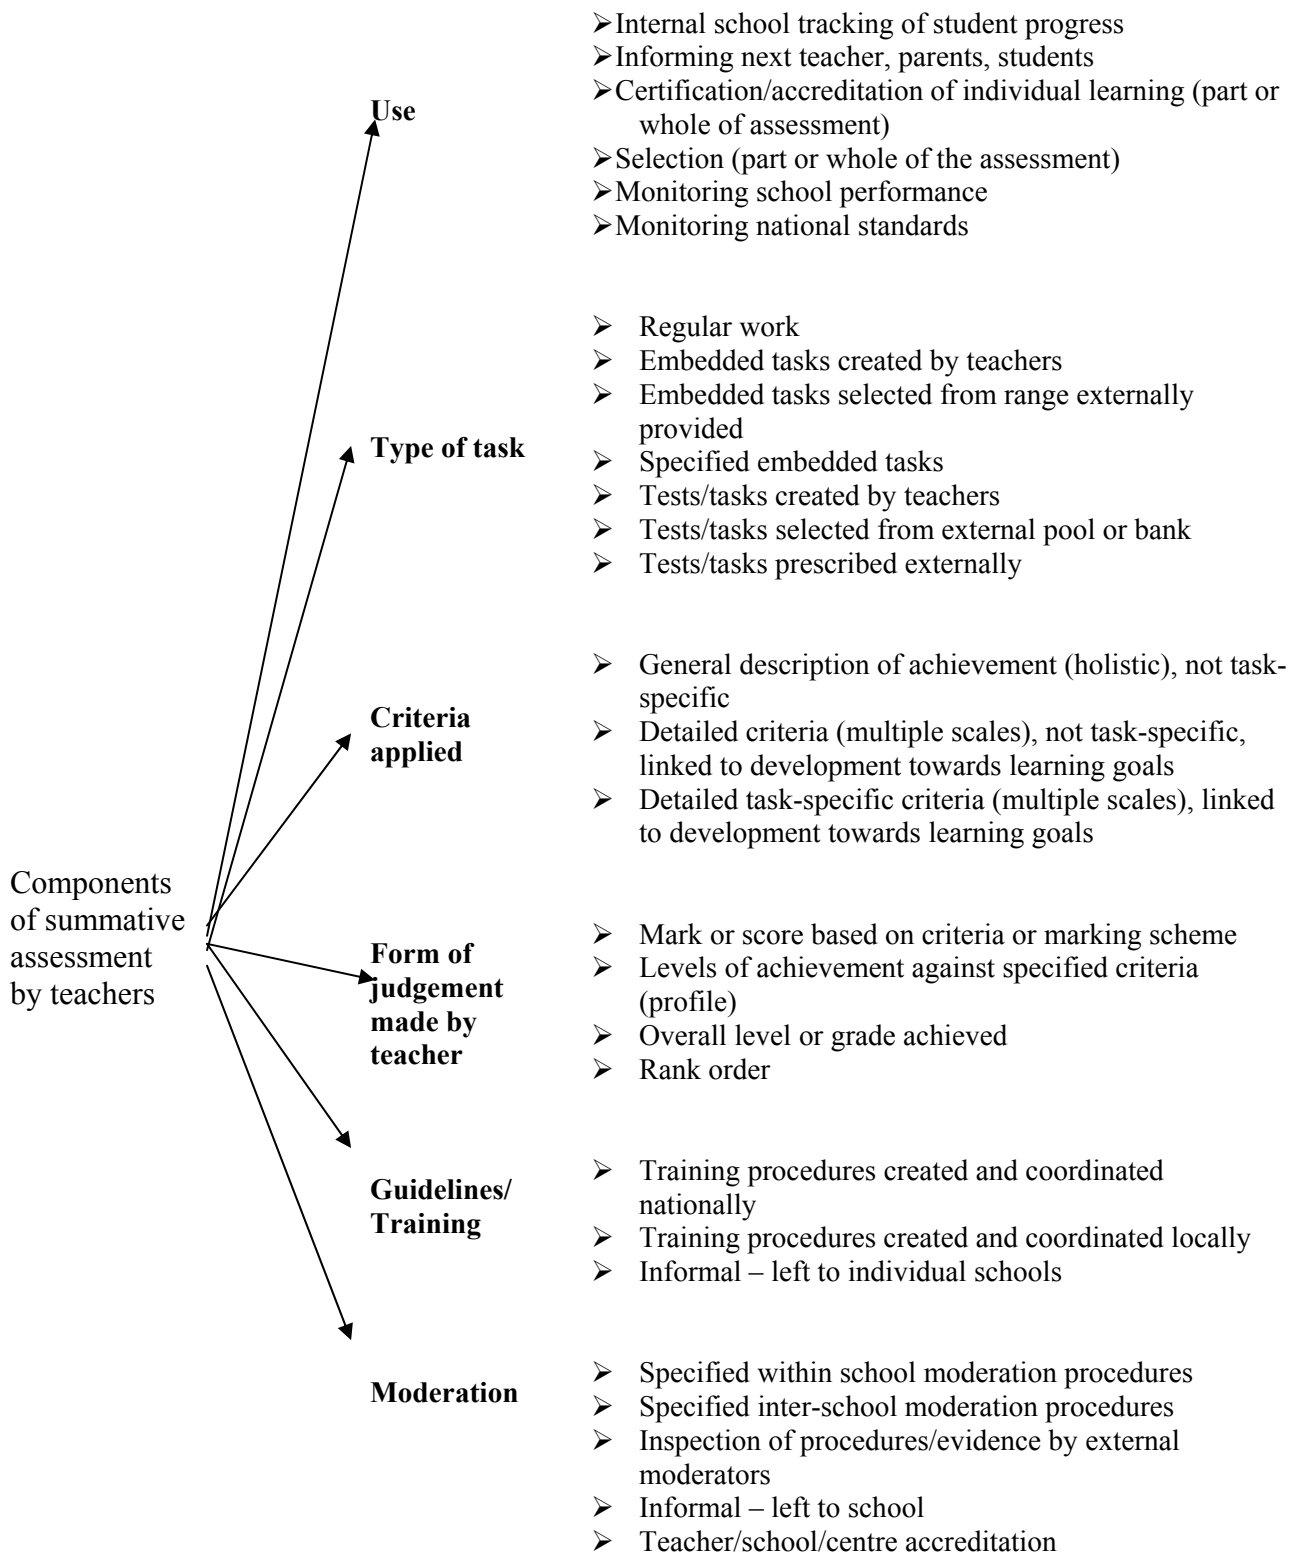 ➢Internal school tracking of student progress
➢Informing next teacher, parents, students
➢Certification/accreditation of individual learning (part or
whole of assessment)
➢Selection (part or whole of the assessment)
➢Monitoring school performance
➢Monitoring national standards
Use
➢ Regular work
➢ Embedded tasks created by teachers
➢ Embedded tasks selected from range externally
provided
➢ Specified embedded tasks
➢ Tests/tasks created by teachers
➢ Tests/tasks selected from external pool or bank
➢ Tests/tasks prescribed externally
Type of task
➢ General description of achievement (holistic), not task-
specific
➢ Detailed criteria (multiple scales), not task-specific,
linked to development towards learning goals
➢ Detailed task-specific criteria (multiple scales), linked
to development towards learning goals
Criteria
applied
Components
of summative
assessment
by teachers
Form of
judgement
made by
teacher
➢ Mark or score based on criteria or marking scheme
➢ Levels of achievement against specified criteria
(profile)
➢ Overall level or grade achieved
➢ Rank order
Guidelines/
Training
➢ Training procedures created and coordinated
nationally
➢ Training procedures created and coordinated locally
➢ Informal – left to individual schools
Moderation
➢ Specified within school moderation procedures
➢ Specified inter-school moderation procedures
➢ Inspection of procedures/evidence by external
moderators
➢ Informal – left to school
➢ Teacher/school/centre accreditation